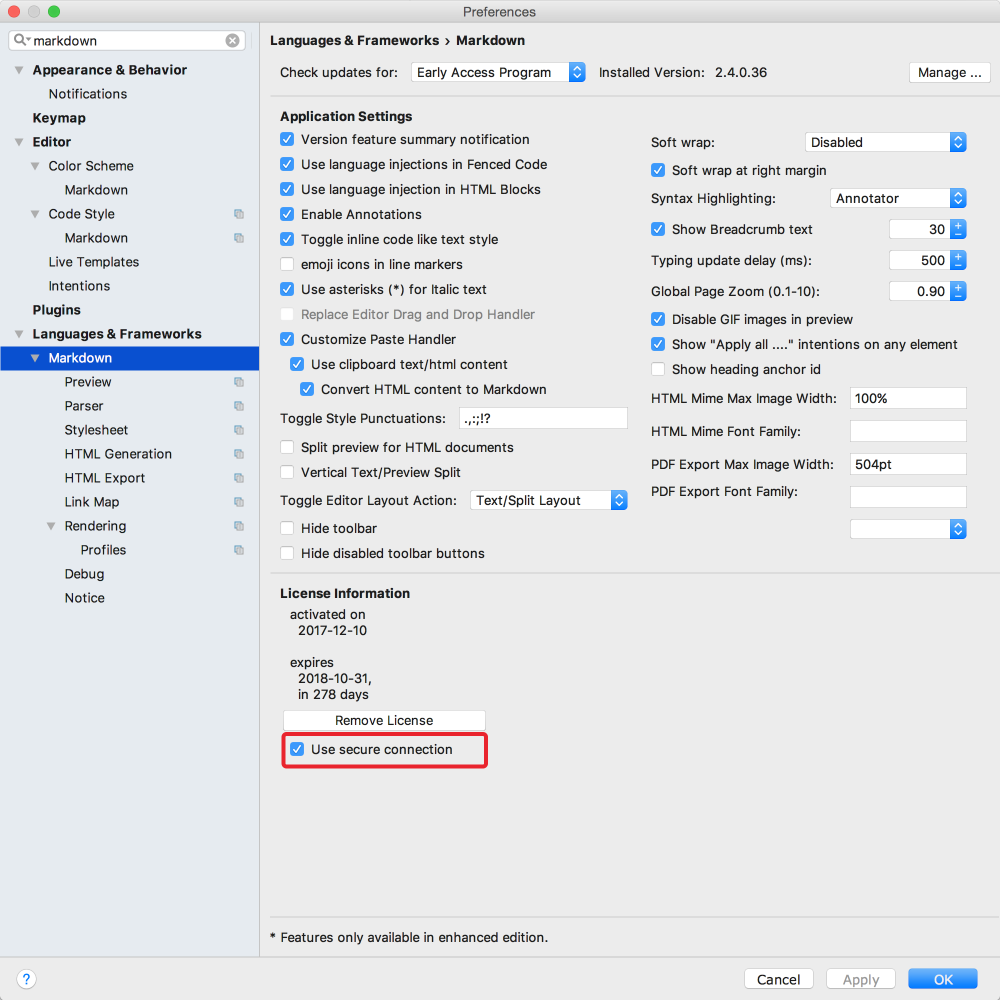 Preferences
markdown
Appearance & Behavior
Notifications
Keymap
Editor
Color Scheme
Markdown
Code Style
Markdown
Live Templates
Intentions
Plugins
Languages & Frameworks
Markdown
Preview
Parser
Stylesheet
HTML Generation
HTML Export
Link Map
Rendering
Profiles
Debug
Notice
Languages & Frameworks › Markdown
Check updates for: Early Access Program Installed Version: 2.4.0.36 Manage ...
Application Settings
Version feature summary notification
Use language injections in Fenced Code
Use language injection in HTML Blocks
Enable Annotations
Toggle inline code like text style
emoji icons in line markers
Use asterisks (*) for Italic text
Replace Editor Drag and Drop Handler
Customize Paste Handler
Use clipboard text/html content
Convert HTML content to Markdown
Toggle Style Punctuations: .,:;!?
Split preview for HTML documents
Vertical Text/Preview Split
Toggle Editor Layout Action: Text/Split Layout
Hide toolbar
Hide disabled toolbar buttons
Soft wrap: Disabled
Soft wrap at right margin
Syntax Highlighting: Annotator
Show Breadcrumb text 30
Typing update delay (ms): 500
Global Page Zoom (0.1-10): 0.90
Disable GIF images in preview
Show "Apply all ...." intentions on any element
Show heading anchor id
HTML Mime Max Image Width: 100%
HTML Mime Font Family:
PDF Export Max Image Width: 504pt
PDF Export Font Family:
License Information
activated on
2017-12-10
expires
2018-10-31,
in 278 days
Remove License
Use secure connection
* Features only available in enhanced edition.
? Cancel Apply OK